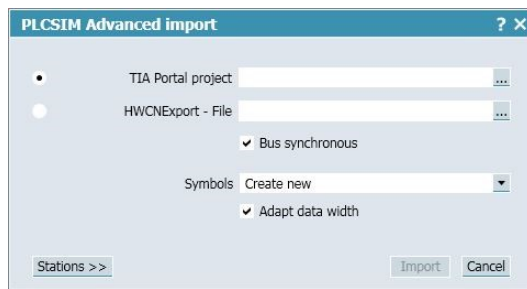 PLCSIM Advanced import ? ×
TIA Portal project ...
HWCNExport - File ...
Bus synchronous
Symbols Create new
Adapt data width
Stations >> Import Cancel